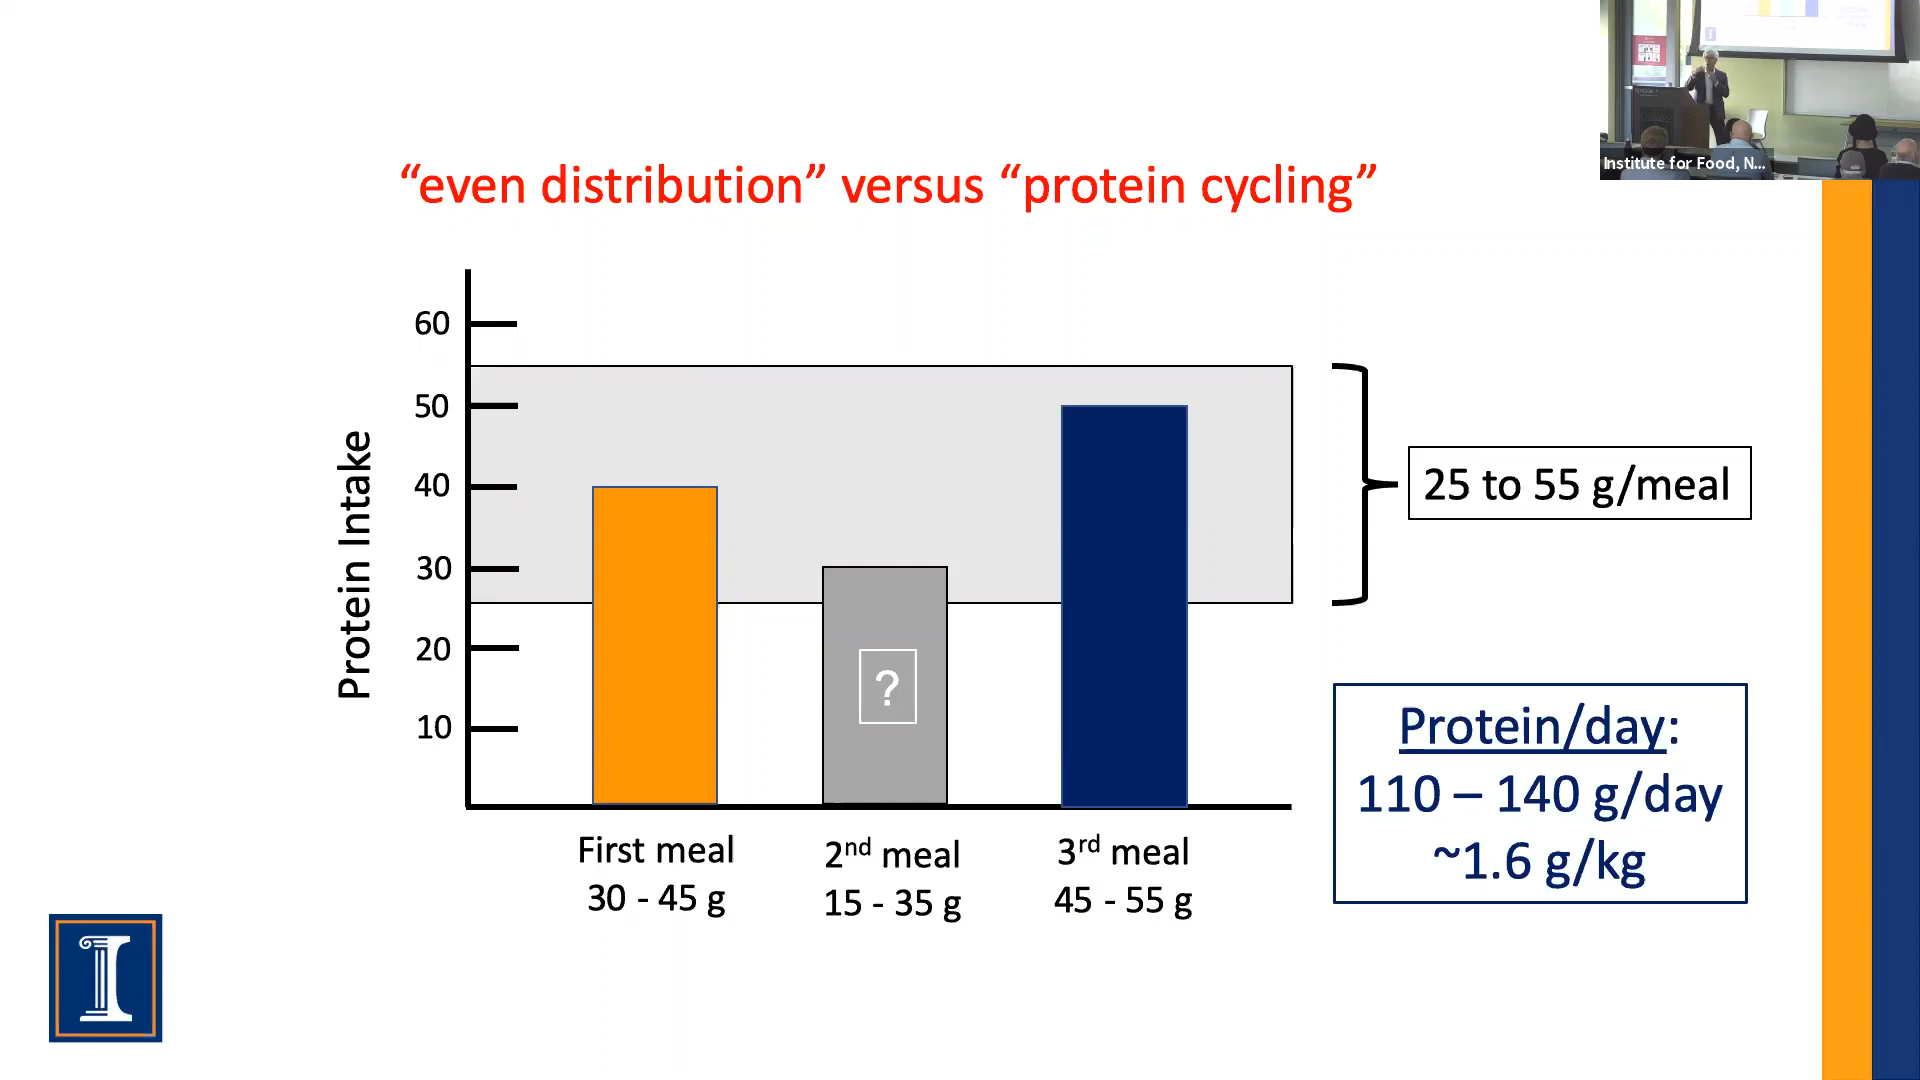 Institute for Food, N...
“even distribution” versus “protein cycling”
Protein Intake
60
50
40
30
20
10
?
First meal
30 - 45 g
2nd meal
15 - 35 g
3rd meal
45 - 55 g
25 to 55 g/meal
Protein/day:
110 – 140 g/day
~1.6 g/kg
I